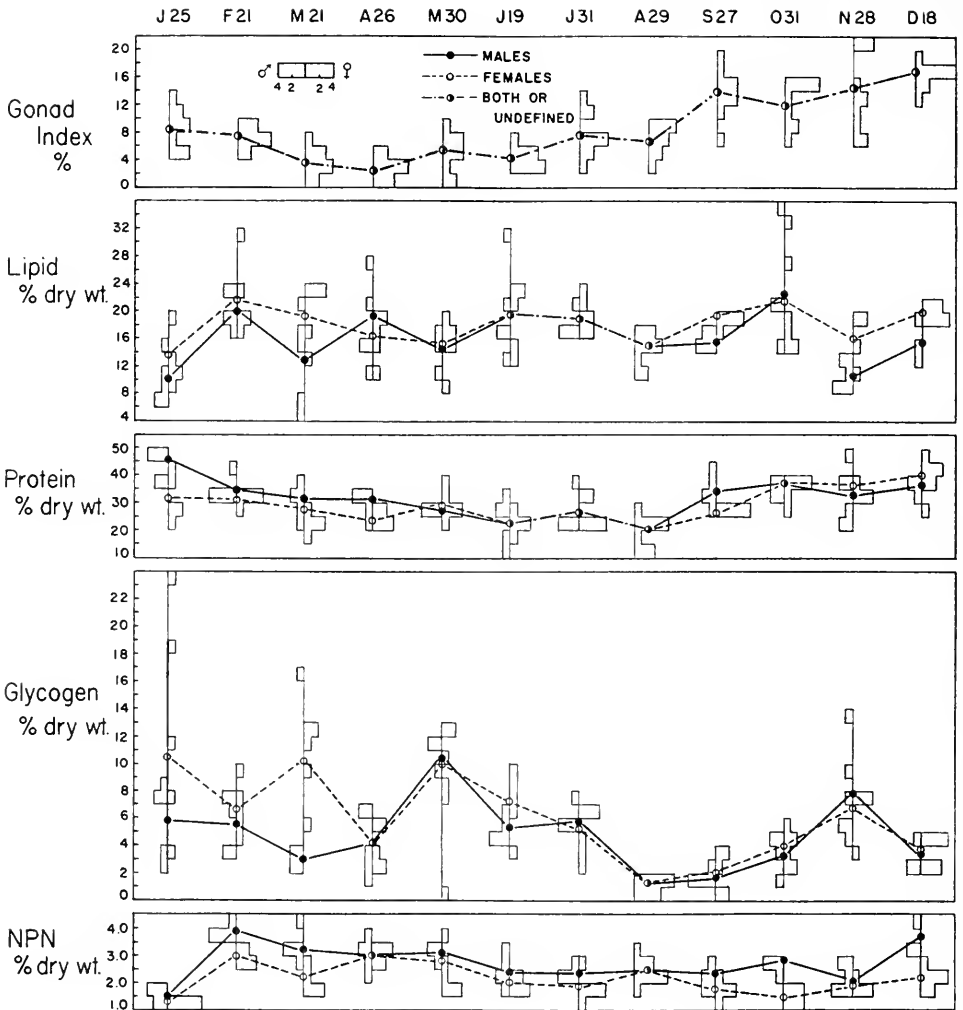 J 25 F 21 M 21 A 26 M 30 J 19 J 31 A 29 S 27 O 31 N 28 D 18
20
16
12
8
4
0
♂ ♀
4 2 2 4
MALES
FEMALES
BOTH OR
UNDEFINED
Gonad
Index
%
32
28
24
20
16
12
8
4
Lipid
% dry wt.
50
40
30
20
10
Protein
% dry wt.
22
20
18
16
14
12
10
8
6
4
2
0
Glycogen
% dry wt.
4.0
3.0
2.0
1.0
NPN
% dry wt.